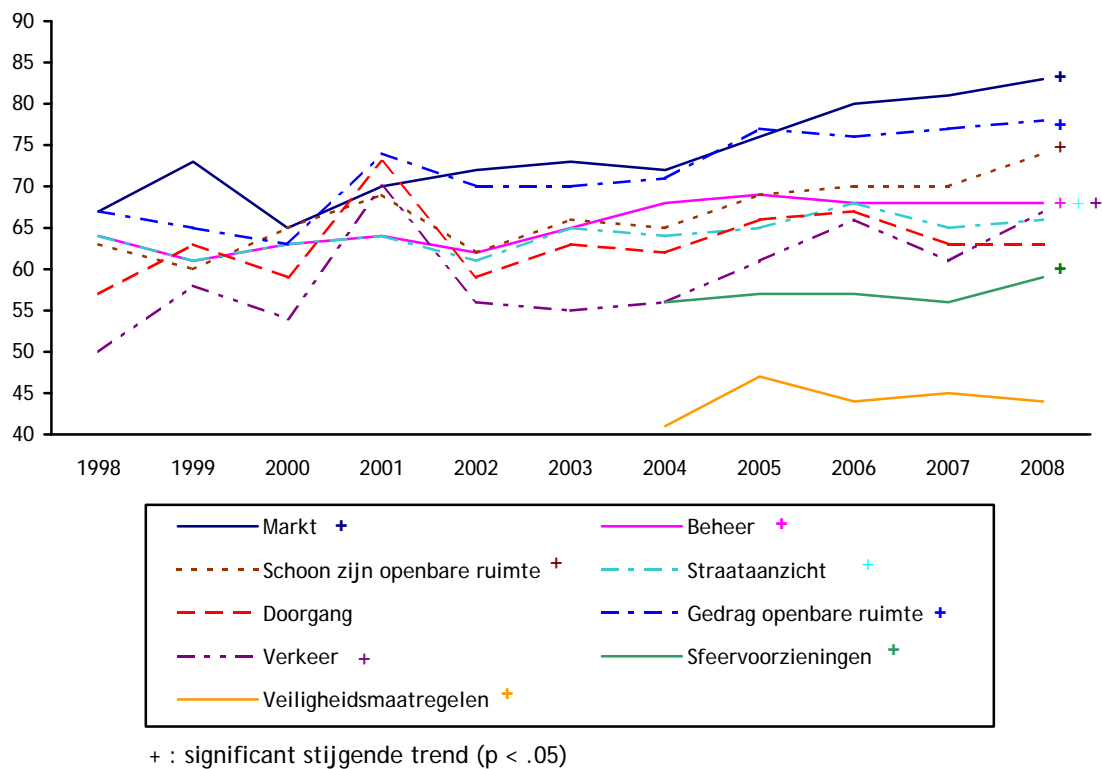 90
85
80
75
70
65
60
55
50
45
40
1998 1999 2000 2001 2002 2003 2004 2005 2006 2007 2008
+
+
+
+ + +
+
Markt +
Beheer +
Schoon zijn openbare ruimte +
Straataanzicht +
Doorgang
Gedrag openbare ruimte +
Verkeer +
Sfeervoorzieningen +
Veiligheidsmaatregelen +
+ : significant stijgende trend (p < .05)